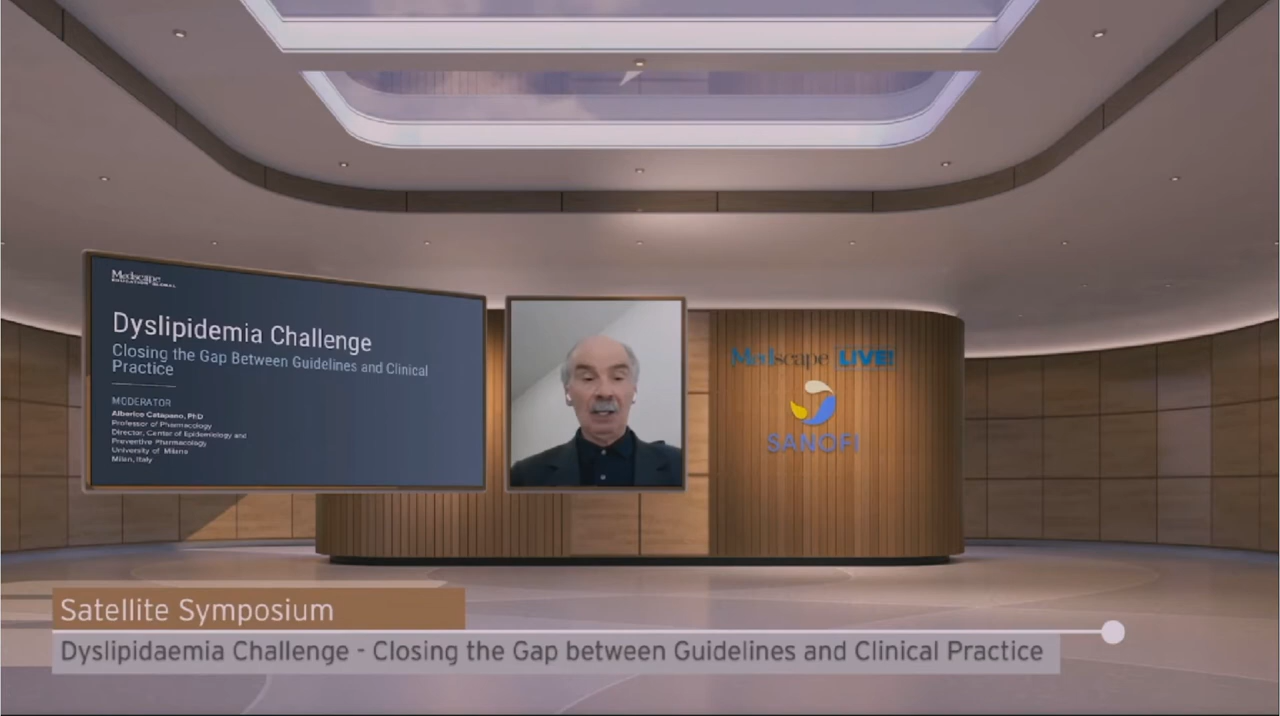 Medscape
EDUCATION GLOBAL
Dyslipidemia Challenge
Closing the Gap Between Guidelines and Clinical
Practice
MODERATOR
Alberico Catapano, PhD
Professor of Pharmacology
Director, Center of Epidemiology and
Preventive Pharmacology
University of Milano
Milan, Italy
Medscape LIVE!
SANOFI
Satellite Symposium
Dyslipidaemia Challenge - Closing the Gap between Guidelines and Clinical Practice